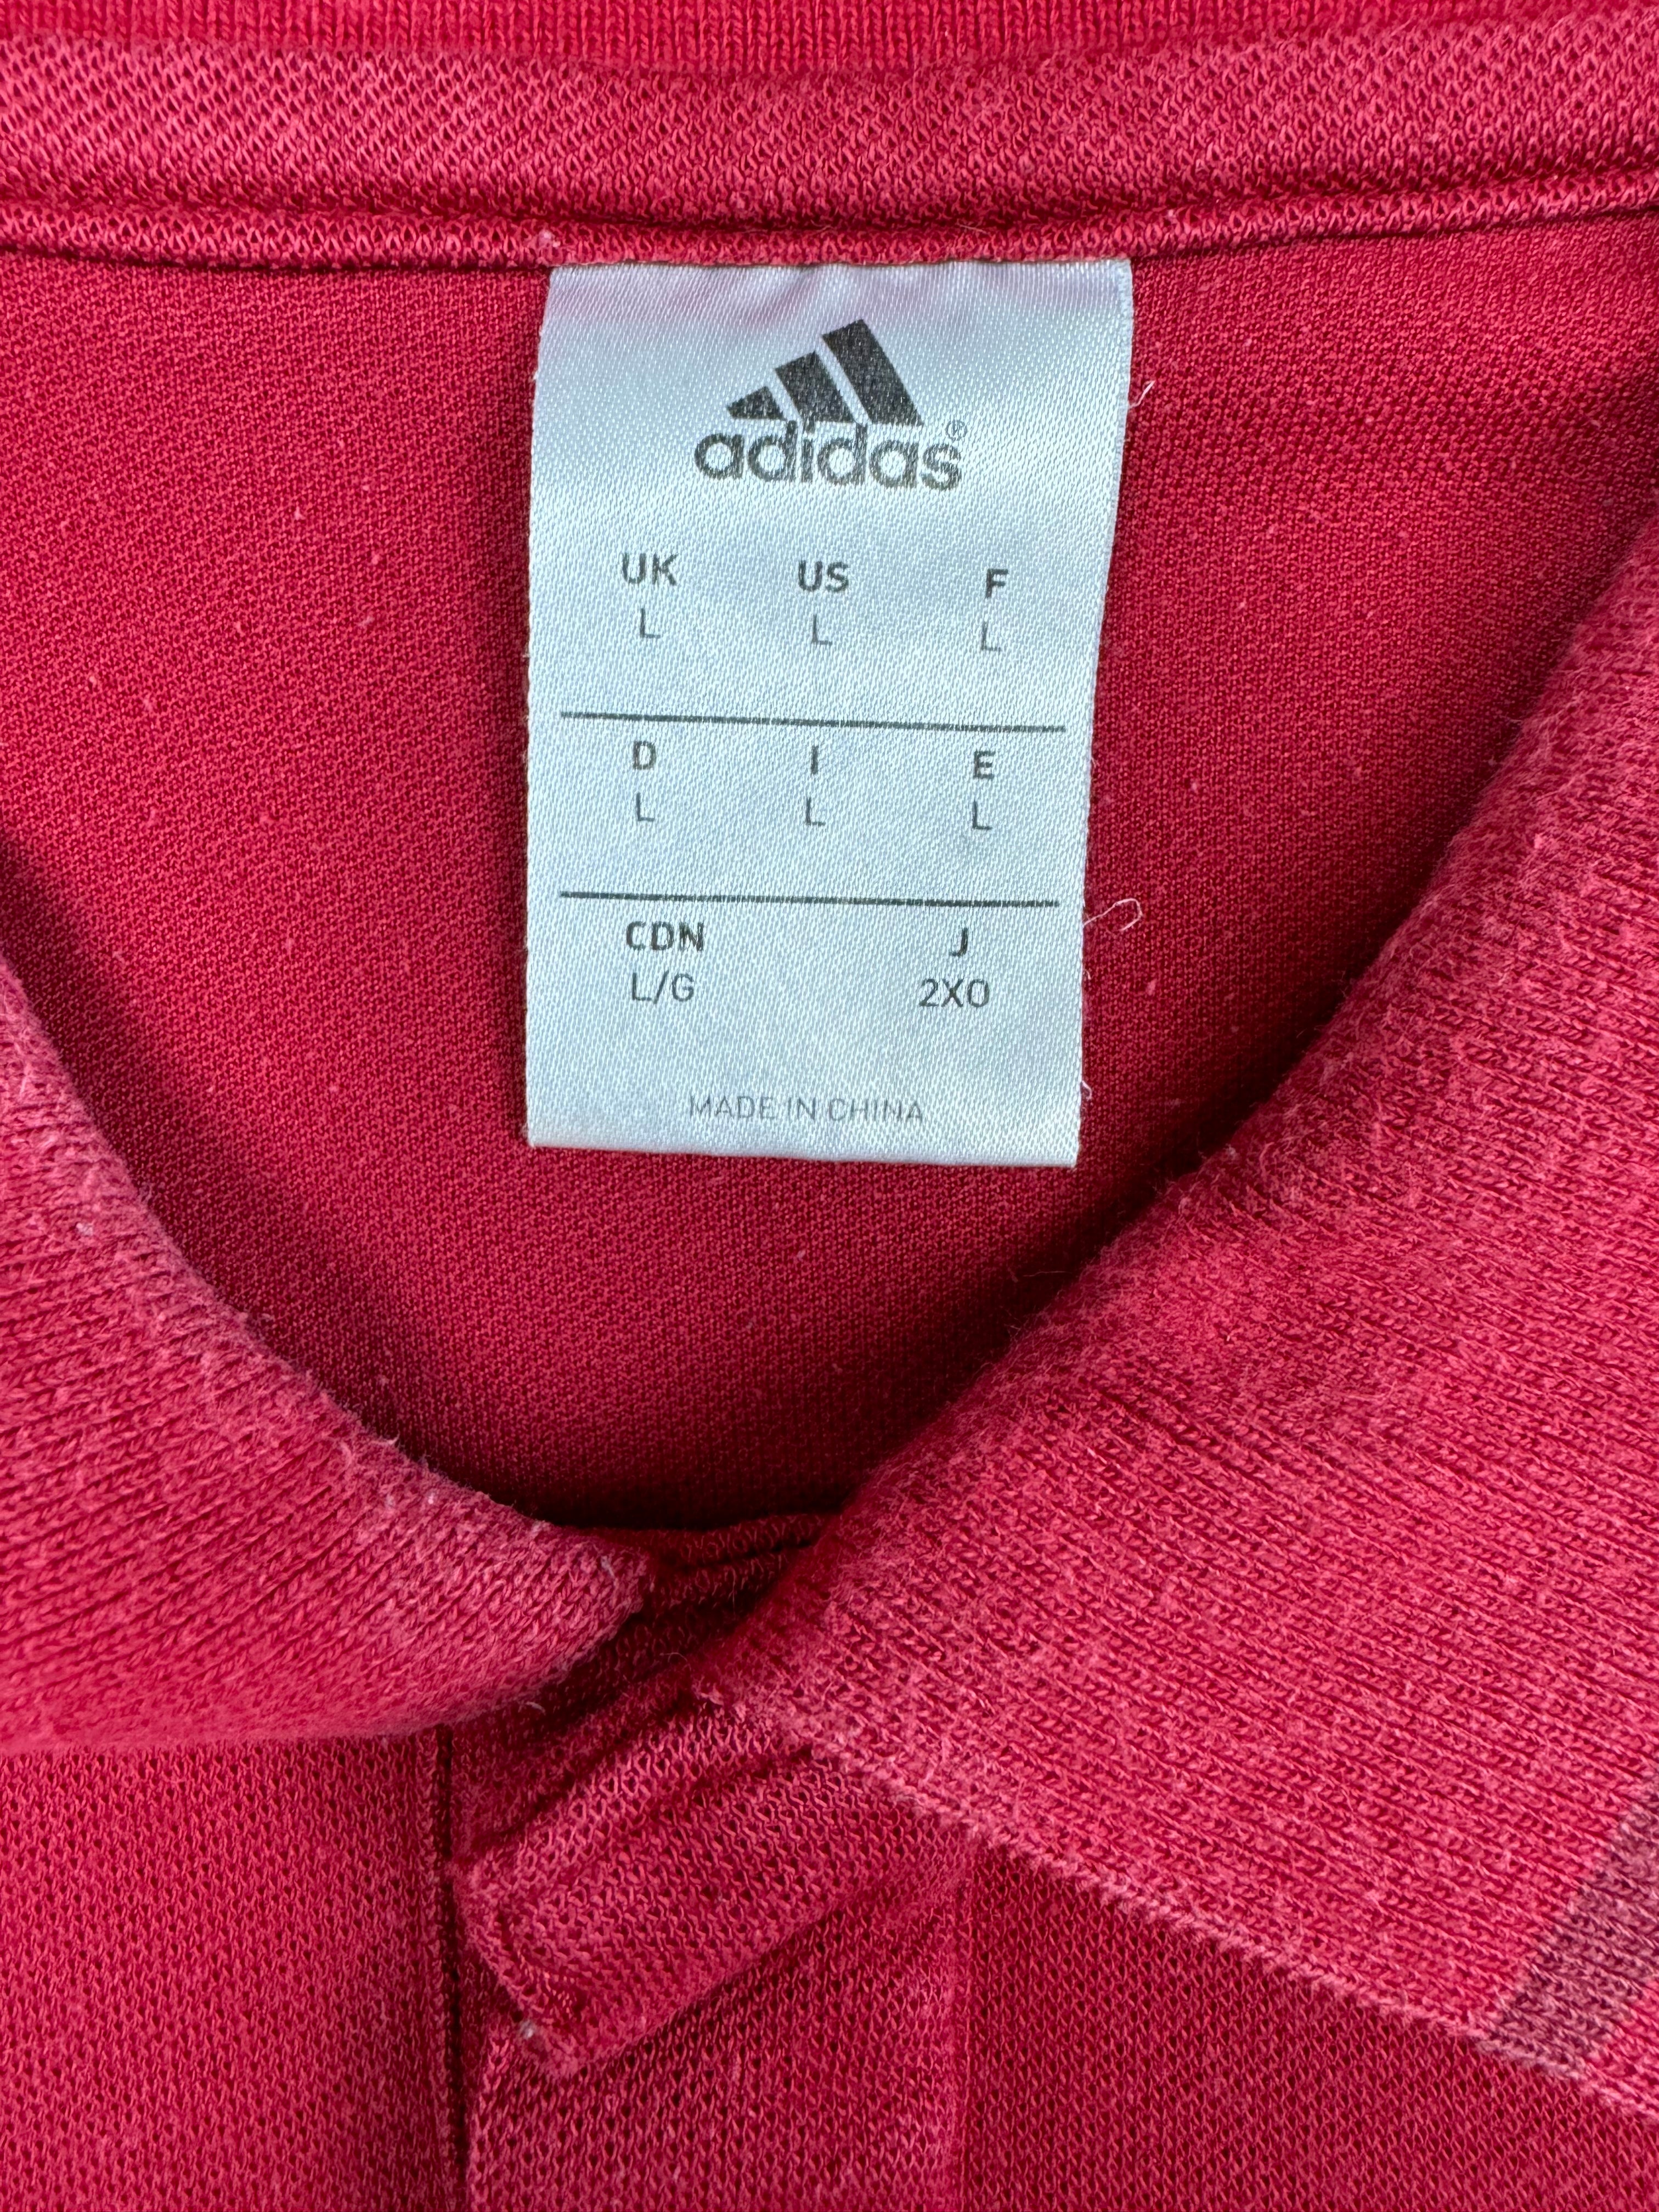 adidas®
UK US F
L L L
D I E
L L L
CDN J
L/G 2XO
MADE IN CHINA